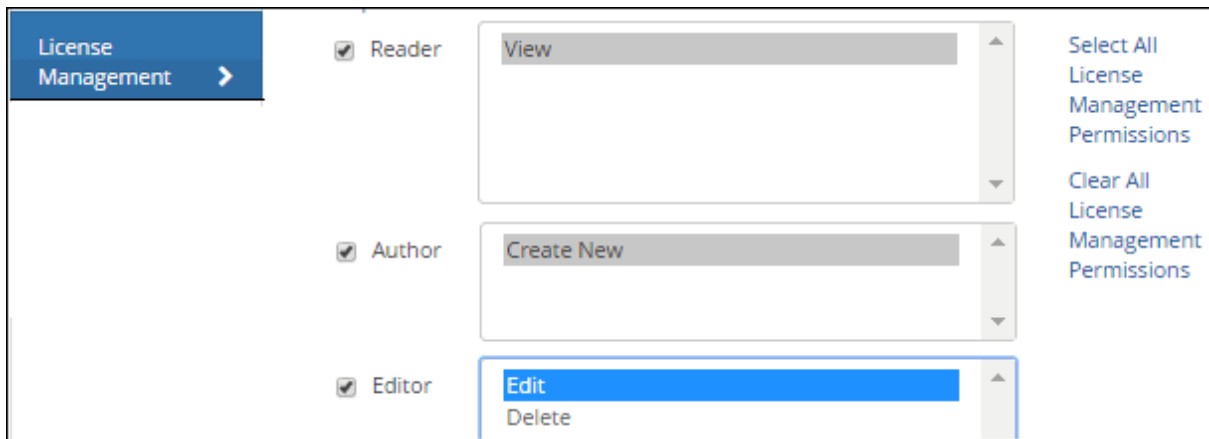 License
Management
Reader
View
Select All
License
Management
Permissions
Clear All
License
Management
Permissions
Author
Create New
Editor
Edit
Delete